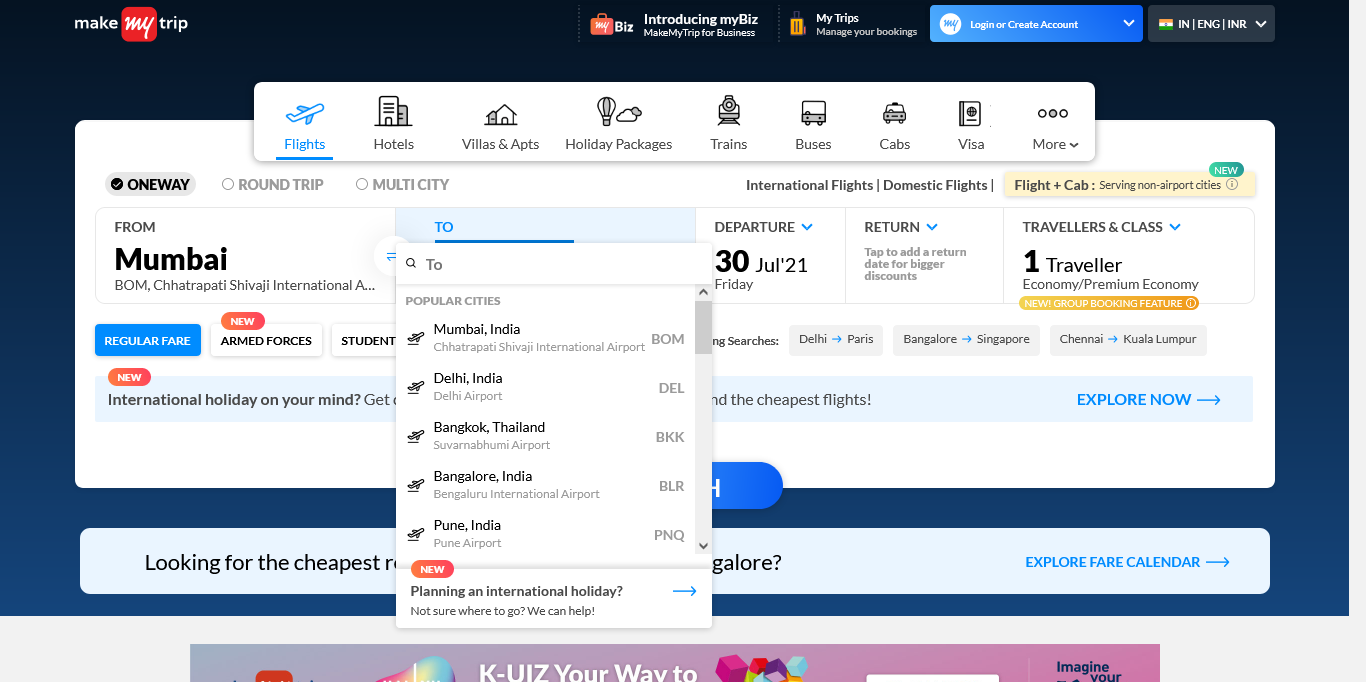 make my trip
my Biz
Introducing myBiz
MakeMyTrip for Business
My Trips
Manage your bookings
my
Login or Create Account
IN | ENG | INR
Flights
Hotels
Villas & Apts
Holiday Packages
Trains
Buses
Cabs
Visa
More
ONEWAY
ROUND TRIP
MULTI CITY
International Flights | Domestic Flights |
NEW
Flight + Cab : Serving non-airport cities
FROM
Mumbai
BOM, Chhatrapati Shivaji International A...
TO
To
DEPARTURE
30 Jul'21
Friday
RETURN
Tap to add a return
date for bigger
discounts
TRAVELLERS & CLASS
1 Traveller
Economy/Premium Economy
NEW! GROUP BOOKING FEATURE
POPULAR CITIES
Mumbai, India
Chhatrapati Shivaji International Airport
BOM
Delhi, India
Delhi Airport
DEL
Bangkok, Thailand
Suvarnabhumi Airport
BKK
Bangalore, India
Bengaluru International Airport
BLR
Pune, India
Pune Airport
PNQ
NEW
Planning an international holiday?
Not sure where to go? We can help!
REGULAR FARE
NEW
ARMED FORCES
STUDENT
ng Searches:
Delhi → Paris
Bangalore → Singapore
Chennai → Kuala Lumpur
NEW
International holiday on your mind? Get
nd the cheapest flights!
EXPLORE NOW
H
Looking for the cheapest r
galore?
EXPLORE FARE CALENDAR
K-UIZ Your Way to
Imagine
your